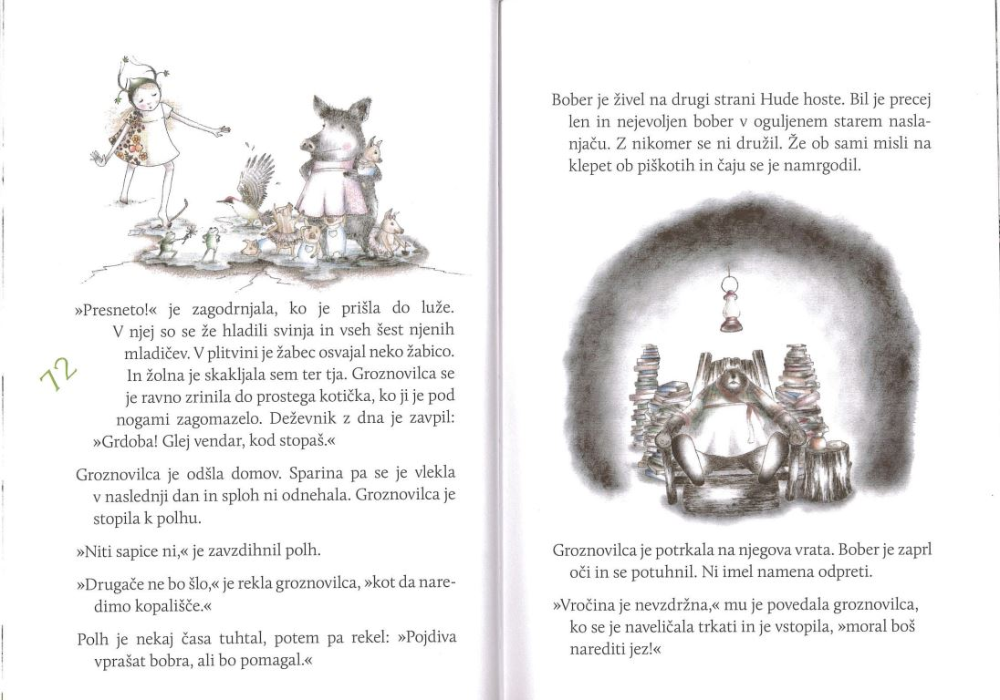 »Presneto!« je zagodrnjala, ko je prišla do luže.
V njej so se že hladili svinja in vseh šest njenih
mladičev. V plitvini je žabec osvajal neko žabico.
In žolna je skakljala sem ter tja. Groznovilca se
je ravno zrinila do prostega kotička, ko ji je pod
nogami zagomazelo. Deževnik z dna je zavpil:
»Grdoba! Glej vendar, kod stopaš.«
Groznovilca je odšla domov. Sparina pa se je vlekla
v naslednji dan in sploh ni odnehala. Groznovilca je
stopila k polhu.
»Niti sapice ni,« je zavzdihnil polh.
»Drugače ne bo šlo,« je rekla groznovilca, »kot da nare-
dimo kopališče.«
Polh je nekaj časa tuhtal, potem pa rekel: »Pojdiva
vprašat bobra, ali bo pomagal.«
72
Bober je živel na drugi strani Hude hoste. Bil je precej
len in nejevoljen bober v oguljenem starem nasla-
njaču. Z nikomer se ni družil. Že ob sami misli na
klepet ob piškotih in čaju se je namrgodil.
Groznovilca je potrkala na njegova vrata. Bober je zaprl
oči in se potuhnil. Ni imel namena odpreti.
»Vročina je nevzdržna,« mu je povedala groznovilca,
ko se je naveličala trkati in je vstopila, »moral boš
narediti jez!«